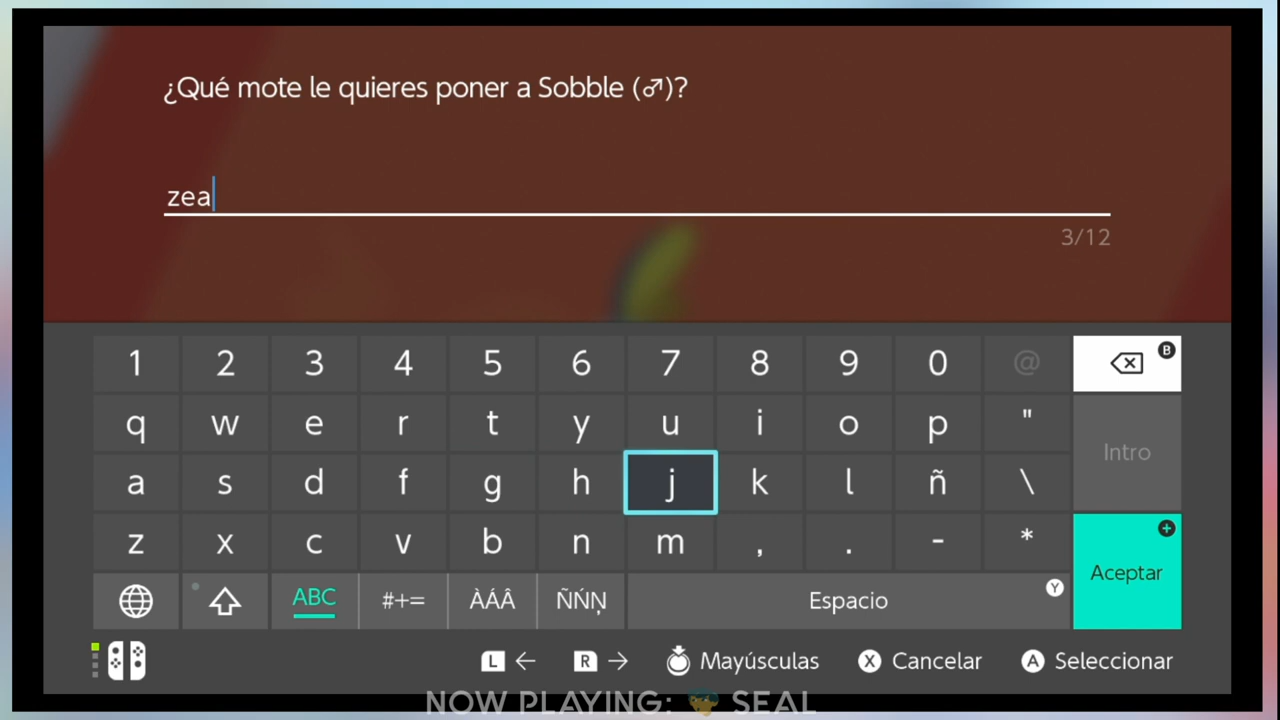 ¿Qué mote le quieres poner a Sobble (♂)?
zea
3/12
1 2 3 4 5 6 7 8 9 0 @ B
q w e r t y u i o p "
Intro
a s d f g h j k l ñ \
z x c v b n m , . - * +
Aceptar
ABC #+= ÀÁÂ ÑŃŅ Espacio Y
L ← R → Mayúsculas X Cancelar A Seleccionar
NOW PLAYING: SEAL